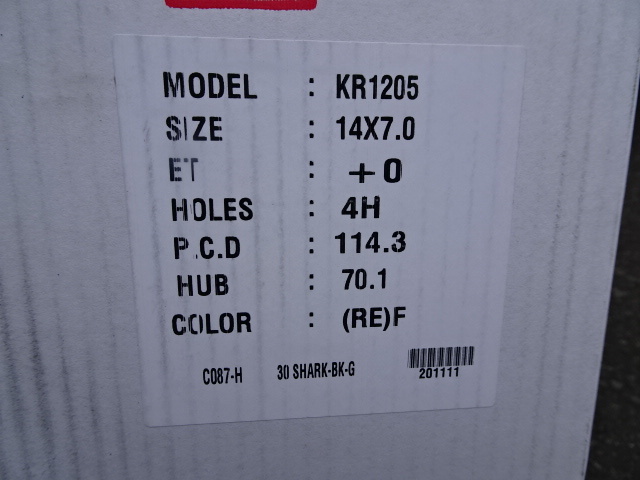 MODEL : KR1205
SIZE : 14X7.0
ET : +0
HOLES : 4H
P.C.D : 114.3
HUB : 70.1
COLOR : (RE)F
C087-H 30 SHARK-BK-G 201111